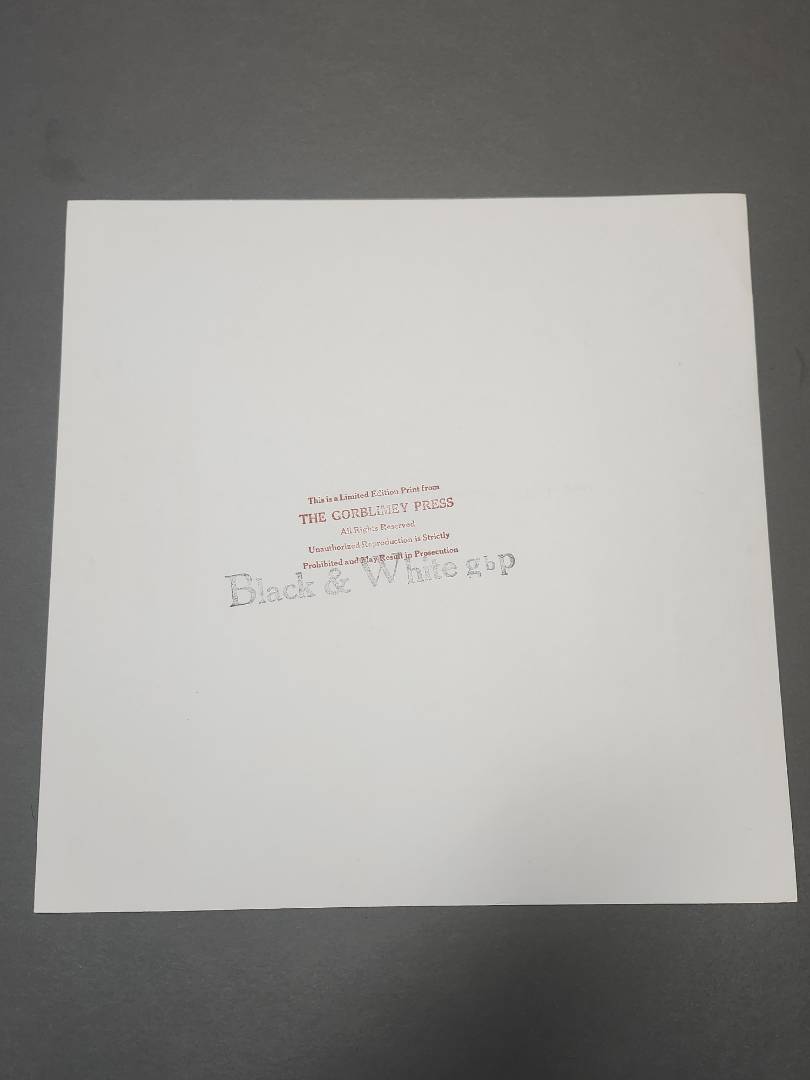 This is a Limited Edition Print from
THE GORBLIMEY PRESS
All Rights Reserved
Unauthorized Reproduction is Strictly
Prohibited and May Result in Prosecution
Black & White gbp